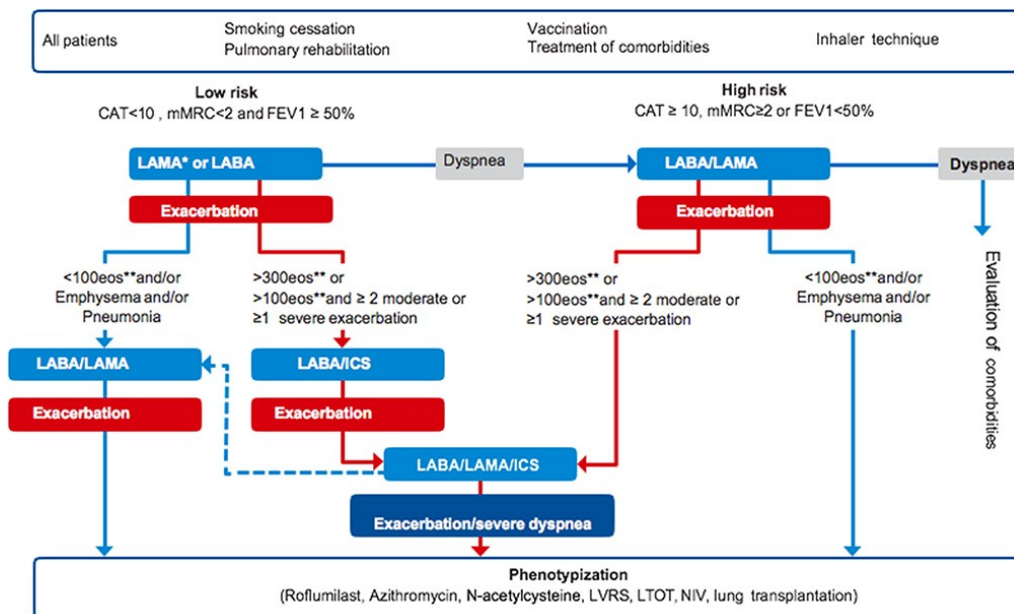 All patients
Smoking cessation
Pulmonary rehabilitation
Vaccination
Treatment of comorbidities
Inhaler technique
Low risk
CAT<10 , mMRC<2 and FEV1 ≥ 50%
High risk
CAT ≥ 10, mMRC≥2 or FEV1<50%
LAMA* or LABA
Dyspnea
LABA/LAMA
Dyspnea
Exacerbation
Exacerbation
<100eos**and/or
Emphysema and/or
Pneumonia
>300eos** or
>100eos**and ≥ 2 moderate or
≥1 severe exacerbation
>300eos** or
>100eos**and ≥ 2 moderate or
≥1 severe exacerbation
<100eos**and/or
Emphysema and/or
Pneumonia
Evaluation of comorbidities
LABA/LAMA
LABA/ICS
Exacerbation
Exacerbation
LABA/LAMA/ICS
Exacerbation/severe dyspnea
Phenotypization
(Roflumilast, Azithromycin, N-acetylcysteine, LVRS, LTOT, NIV, lung transplantation)